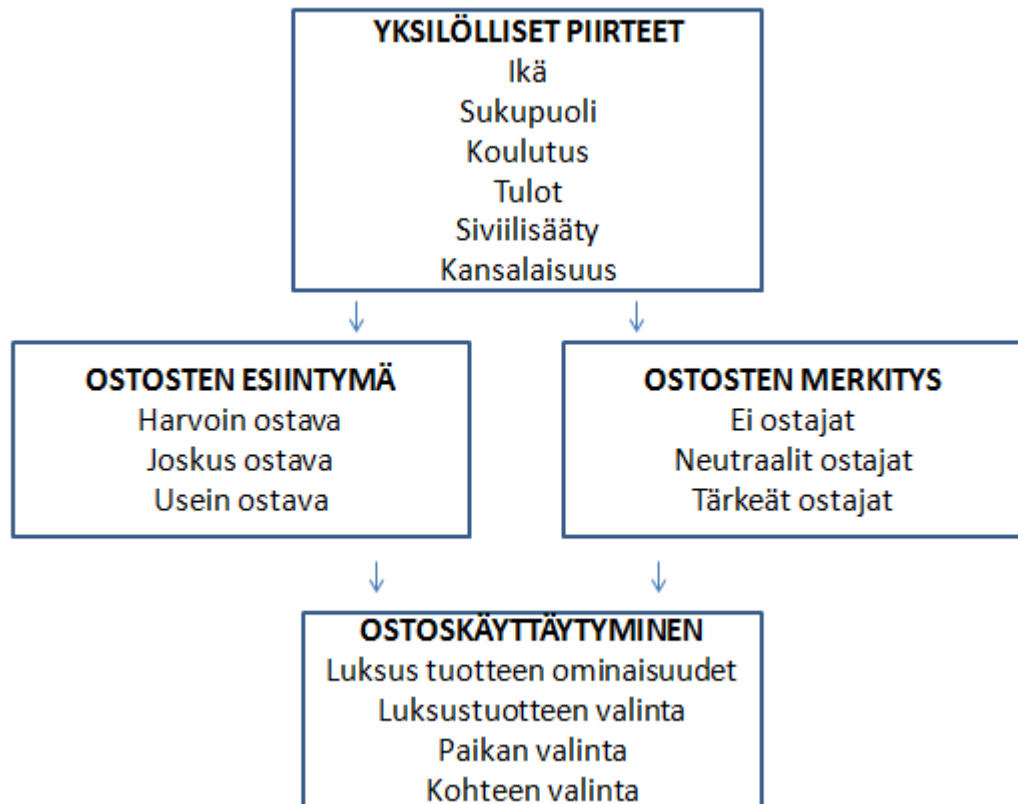 YKSILÖLLISET PIIRTEET
Ikä
Sukupuoli
Koulutus
Tulot
Siviilisääty
Kansalaisuus
OSTOSTEN ESIINTYMÄ
Harvoin ostava
Joskus ostava
Usein ostava
OSTOSTEN MERKITYS
Ei ostajat
Neutraalit ostajat
Tärkeät ostajat
OSTOSKÄYTTÄYTYMINEN
Luksus tuotteen ominaisuudet
Luksustuotteen valinta
Paikan valinta
Kohteen valinta